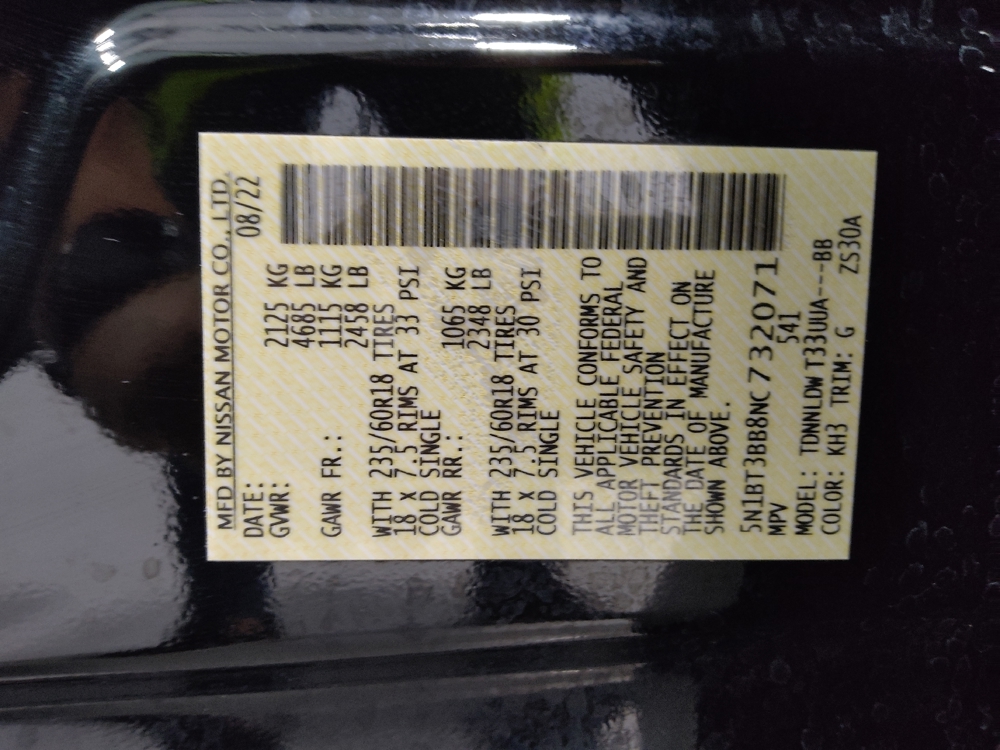 MFD BY NISSAN MOTOR CO., LTD.
DATE: 08/22
GVWR: 2125 KG
4685 LB
GAWR FR.: 1115 KG
2458 LB
WITH 235/60R18 TIRES
18 X 7.5 RIMS AT 33 PSI
COLD SINGLE
GAWR RR.: 1065 KG
2348 LB
WITH 235/60R18 TIRES
18 X 7.5 RIMS AT 30 PSI
COLD SINGLE
THIS VEHICLE CONFORMS TO
ALL APPLICABLE FEDERAL
MOTOR VEHICLE SAFETY AND
THEFT PREVENTION
STANDARDS IN EFFECT ON
THE DATE OF MANUFACTURE
SHOWN ABOVE.
5N1BT3BB8NC732071
MPV 541
MODEL: TDNNLDW T33UUA----BB
COLOR: KH3 TRIM: G ZS30A